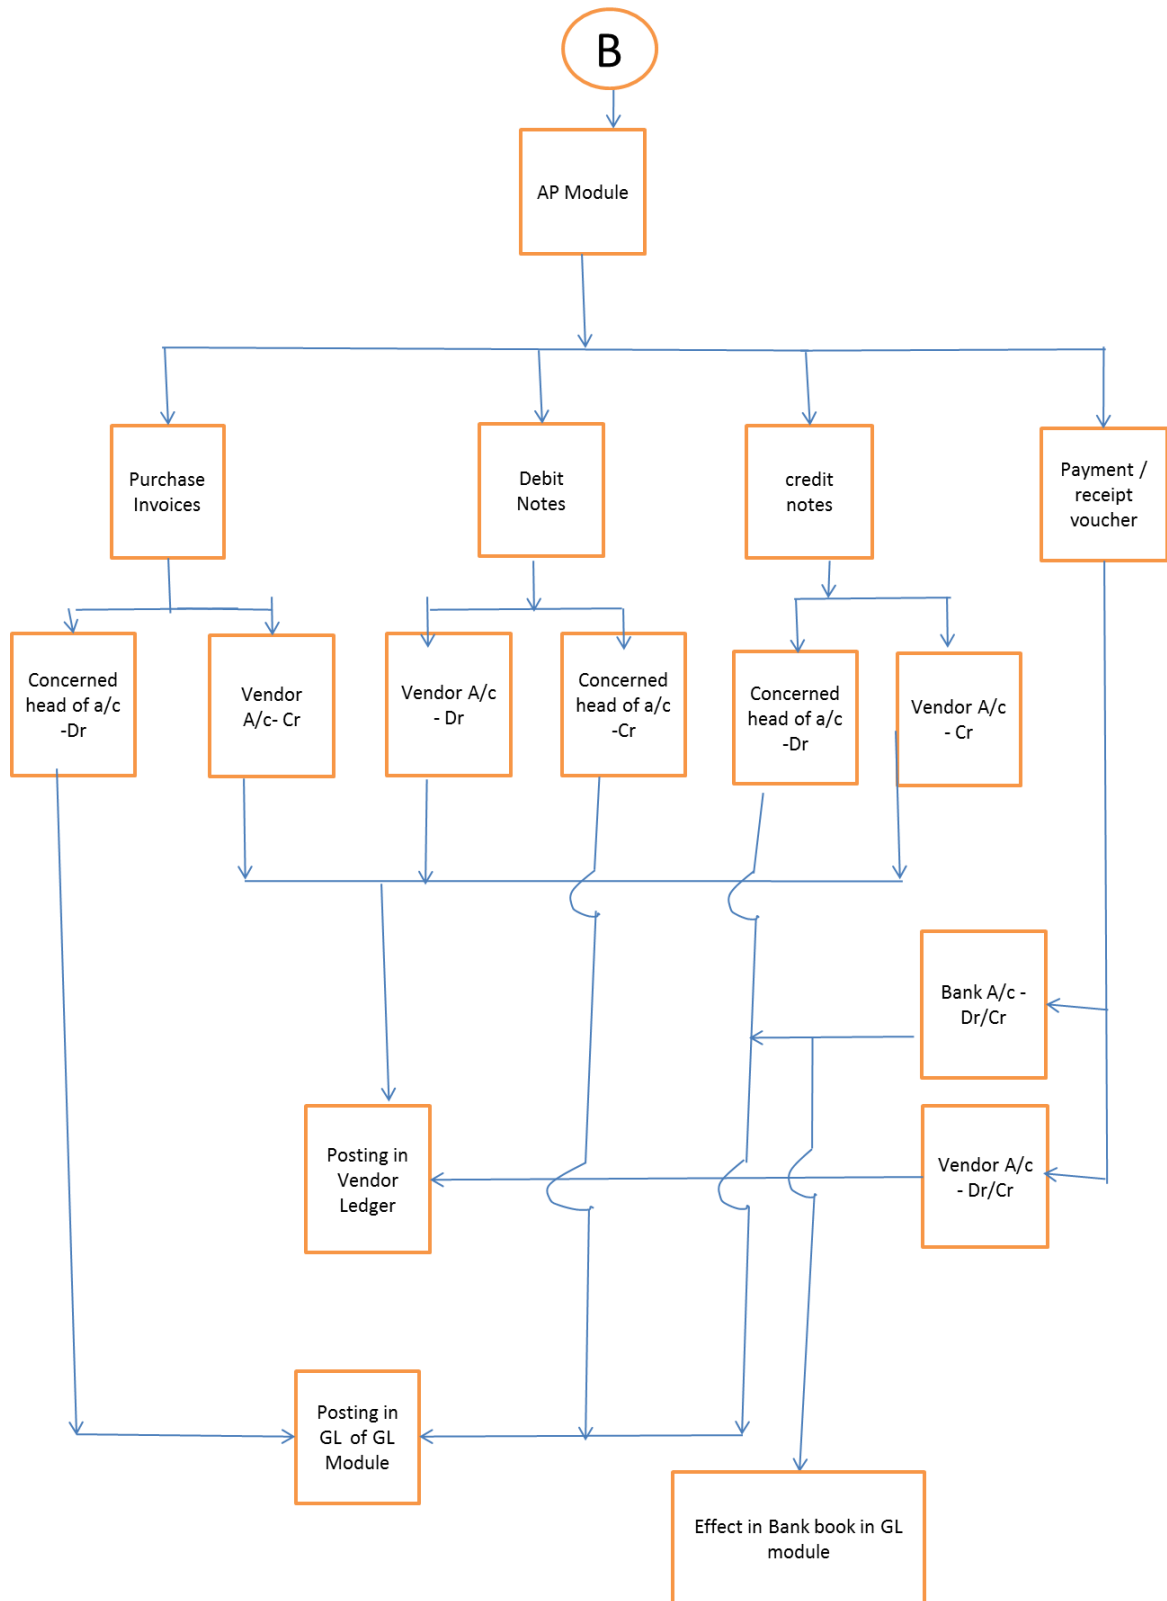 B
AP Module
Purchase
Invoices
Debit
Notes
credit
notes
Payment /
receipt
voucher
Concerned
head of a/c
-Dr
Vendor
A/c- Cr
Vendor A/c
- Dr
Concerned
head of a/c
-Cr
Concerned
head of a/c
-Dr
Vendor A/c
- Cr
Bank A/c -
Dr/Cr
Posting in
Vendor
Ledger
Vendor A/c
- Dr/Cr
Posting in
GL of GL
Module
Effect in Bank book in GL
module